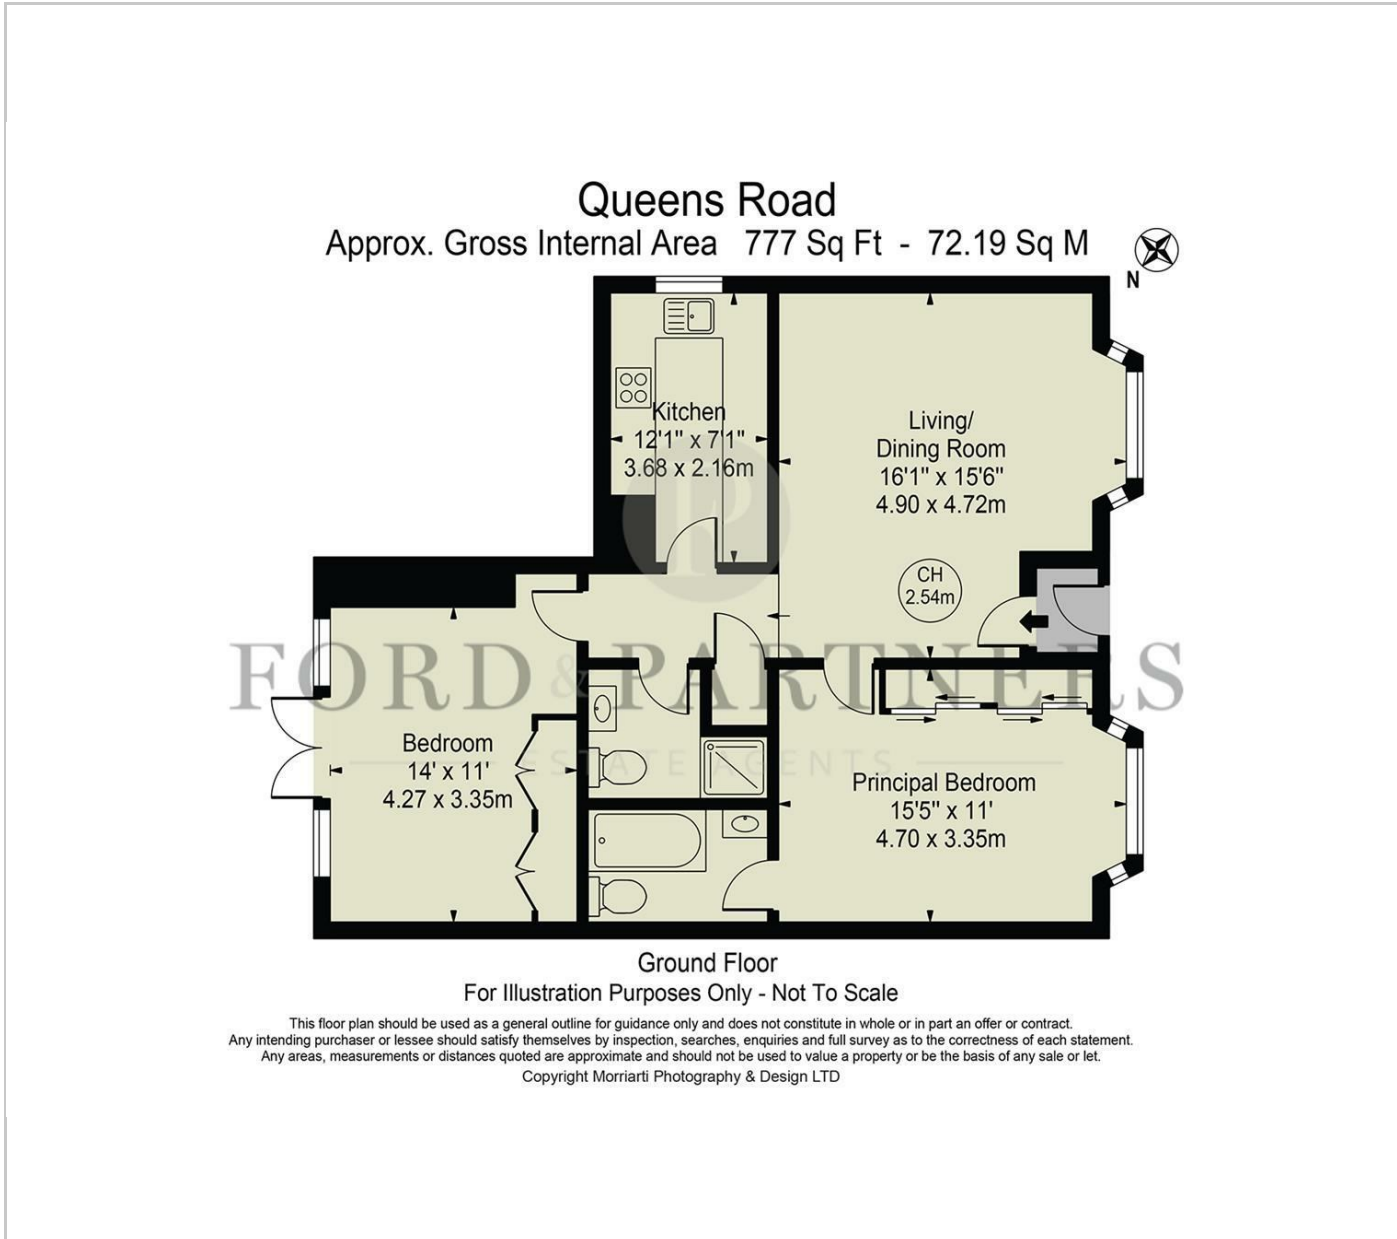 Queens Road
Approx. Gross Internal Area 777 Sq Ft - 72.19 Sq M
N
Kitchen
12'1" x 7'1"
3.68 x 2.16m
Living/
Dining Room
16'1" x 15'6"
4.90 x 4.72m
CH
2.54m
FORD & PARTNERS
ESTATE AGENTS
Bedroom
14' x 11'
4.27 x 3.35m
Principal Bedroom
15'5" x 11'
4.70 x 3.35m
Ground Floor
For Illustration Purposes Only - Not To Scale
This floor plan should be used as a general outline for guidance only and does not constitute in whole or in part an offer or contract.
Any intending purchaser or lessee should satisfy themselves by inspection, searches, enquiries and full survey as to the correctness of each statement.
Any areas, measurements or distances quoted are approximate and should not be used to value a property or be the basis of any sale or let.
Copyright Morriarti Photography & Design LTD